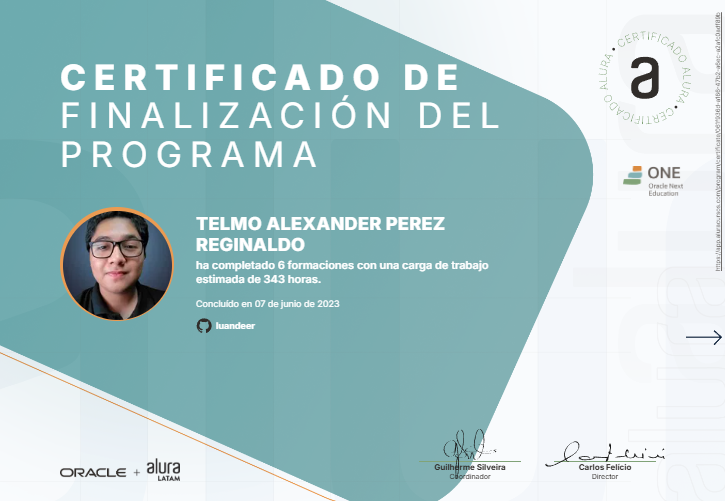 CERTIFICADO DE
FINALIZACIÓN DEL
PROGRAMA
CERTIFICADO ALURA • CERTIFICADO ALURA •
a
ONE
Oracle Next
Education
TELMO ALEXANDER PEREZ
REGINALDO
ha completado 6 formaciones con una carga de trabajo
estimada de 343 horas.
Concluído en 07 de junio de 2023
luandeer
ORACLE + alura
LATAM
Guilherme Silveira
Coordinador
Carlos Felício
Director